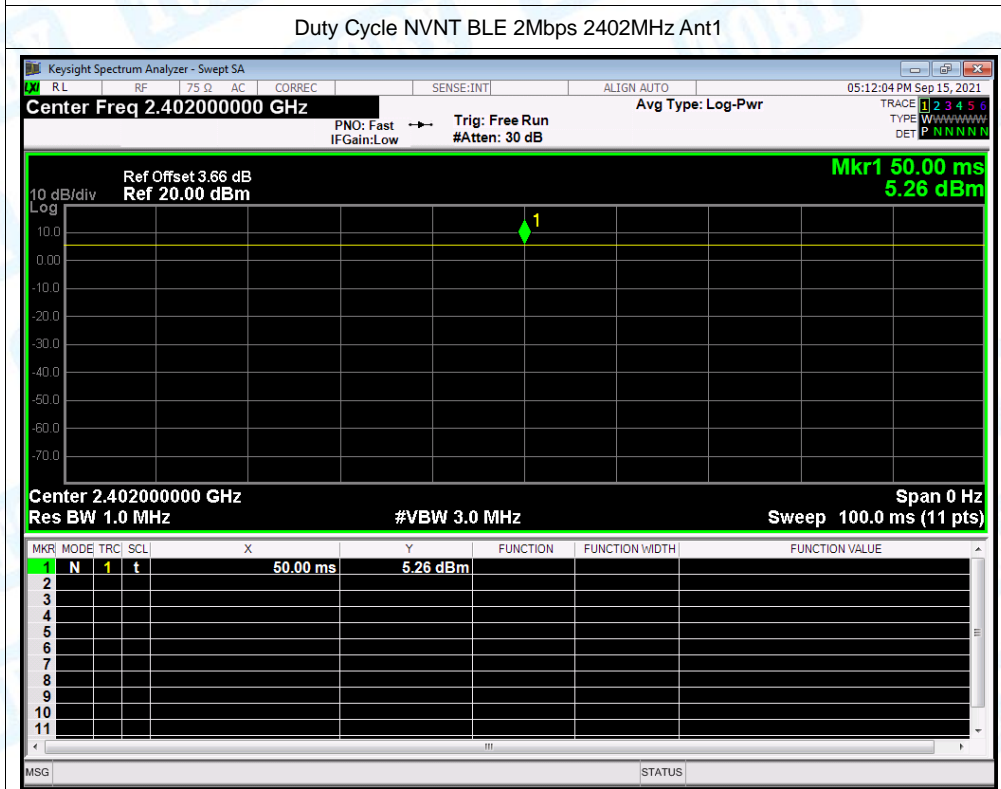 Duty Cycle NVNT BLE 2Mbps 2402MHz Ant1
Keysight Spectrum Analyzer - Swept SA
LXI RL RF 75 Ω AC CORREC SENSE:INT ALIGN AUTO 05:12:04 PM Sep 15, 2021
Center Freq 2.402000000 GHz Avg Type: Log-Pwr TRACE 1 2 3 4 5 6
PNO: Fast Trig: Free Run TYPE WWWWWWW
IFGain:Low #Atten: 30 dB DET P N N N N N
Mkr1 50.00 ms
5.26 dBm
Ref Offset 3.66 dB
10 dB/div Ref 20.00 dBm
Log
1
10.0
0.00
-10.0
-20.0
-30.0
-40.0
-50.0
-60.0
-70.0
Center 2.402000000 GHz Span 0 Hz
Res BW 1.0 MHz #VBW 3.0 MHz Sweep 100.0 ms (11 pts)
MKR MODE TRC SCL X Y FUNCTION FUNCTION WIDTH FUNCTION VALUE
1 N 1 t 50.00 ms 5.26 dBm
2
3
4
5
6
7
8
9
10
11
MSG STATUS